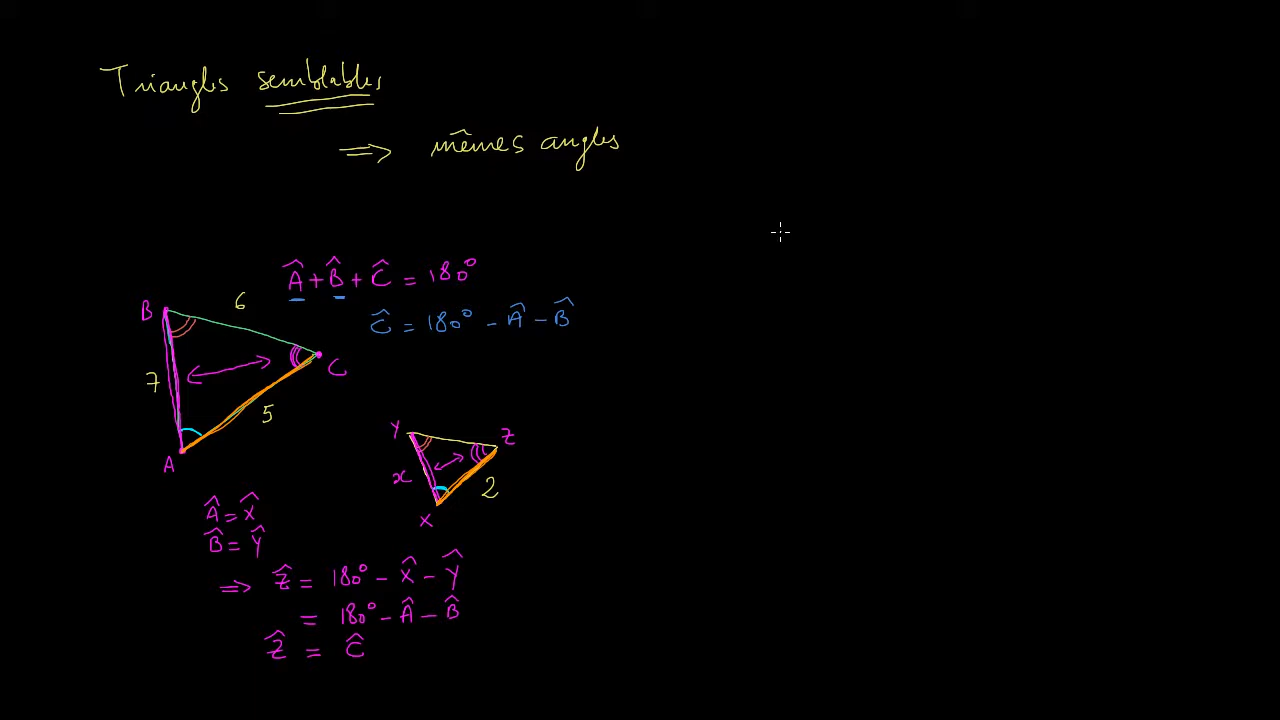 Triangles semblables
⇒ mêmes angles
Â + B̂ + Ĉ = 180°
Ĉ = 180° - Â - B̂
B
6
7
C
5
A
Y
Z
x
2
X
Â = X̂
B̂ = Ŷ
⇒ Ẑ = 180° - X̂ - Ŷ
= 180° - Â - B̂
Ẑ = Ĉ